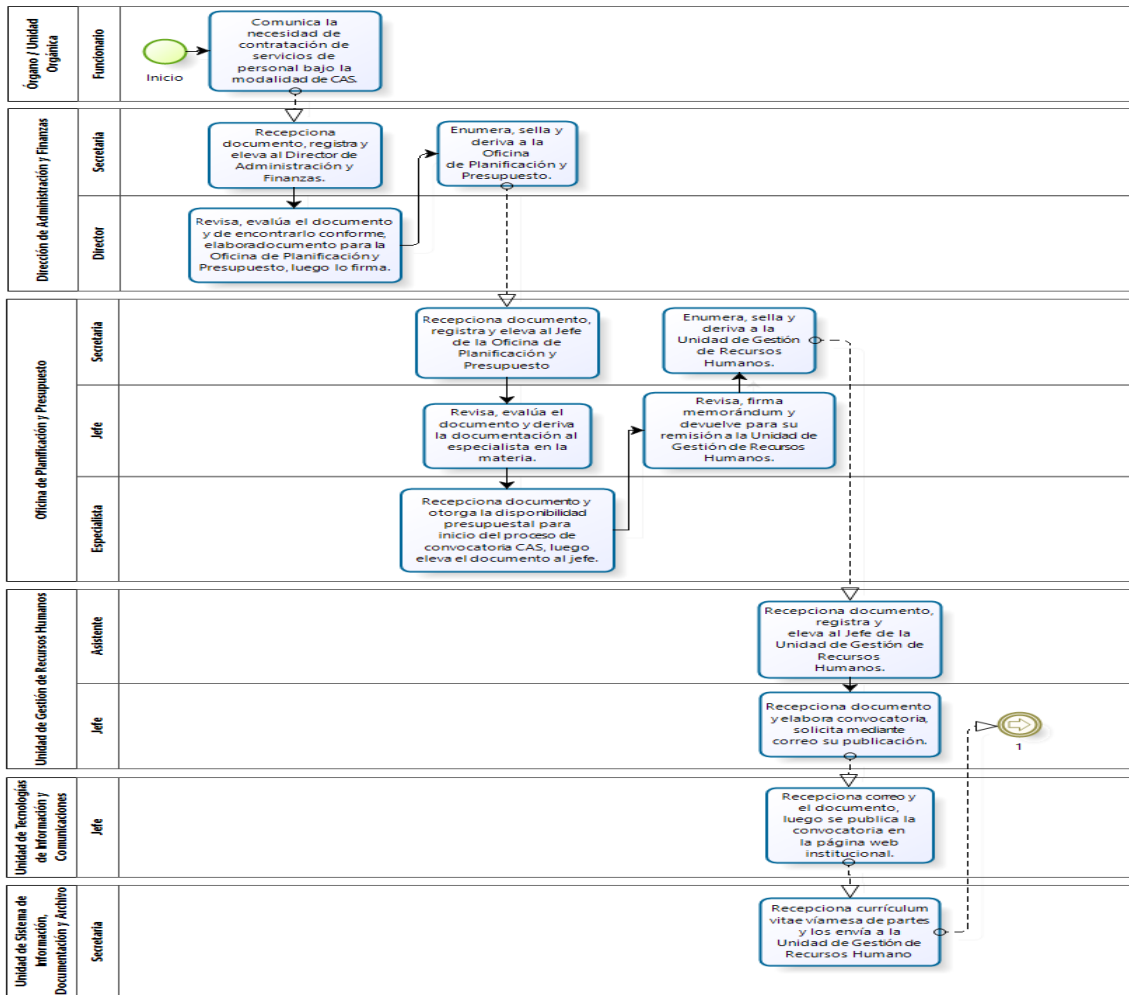 Órgano / Unidad
Orgánica
Funcionario
Inicio
Comunica la
necesidad de
contratación de
servicios de
personal bajo la
modalidad de CAS.
Dirección de Administración y Finanzas
Secretaria
Recepciona
documento, registra y
eleva al Director de
Administración y
Finanzas.
Enumera, sella y
deriva a la
Oficina
de Planificación y
Presupuesto.
Director
Revisa, evalúa el documento
y de encontrarlo conforme,
elaboradocumento para la
Oficina de Planificación y
Presupuesto, luego lo firma.
Oficina de Planificación y Presupuesto
Secretaria
Recepciona documento,
registra y eleva al Jefe
de la Oficina de
Planificación y
Presupuesto
Enumera, sella y
deriva a la
Unidad de Gestión
de Recursos
Humanos.
Jefe
Revisa, evalúa el
documento y deriva
la documentación al
especialista en la
materia.
Revisa, firma
memorándum y
devuelve para su
remisión a la Unidad de
Gestión de Recursos
Humanos.
Especialista
Recepciona documento y
otorga la disponibilidad
presupuestal para
inicio del proceso de
convocatoria CAS, luego
eleva el documento al jefe.
Unidad de Gestión de Recursos Humanos
Asistente
Recepciona documento,
registra y
eleva al Jefe de la
Unidad de Gestión de
Recursos
Humanos.
Jefe
Recepciona documento
y elabora convocatoria,
solicita mediante
correo su publicación.
1
Unidad de Tecnologías
de Información y
Comunicaciones
Jefe
Recepciona correo y
el documento,
luego se publica la
convocatoria en
la página web
institucional.
Unidad de Sistema de
Información,
Documentación y Archivo
Secretaria
Recepciona currículum
vitae víamesa de partes
y los envía a la
Unidad de Gestión de
Recursos Humano